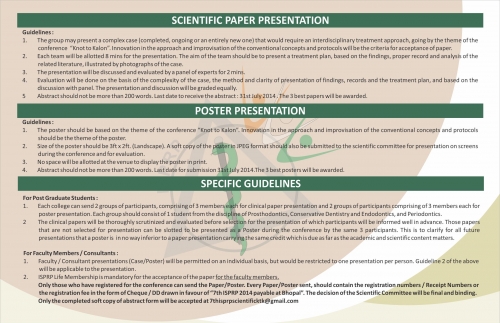 SCIENTIFIC PAPER PRESENTATION
Guidelines :
1. The group may present a complex case (completed, ongoing or an entirely new one) that would require an interdisciplinary treatment approach, going by the theme of the
conference "Knot to Kalon". Innovation in the approach and improvisation of the conventional concepts and protocols will be the criteria for acceptance of paper.
2. Each team will be allotted 8 mins for the presentation. The aim of the team should be to present a treatment plan, based on the findings, proper record and analysis of the
related literature, illustrated by photographs of the case.
3. The presentation will be discussed and evaluated by a panel of experts for 2 mins.
4. Evaluation will be done on the basis of the complexity of the case, the method and clarity of presentation of findings, records and the treatment plan, and based on the
discussion with panel. The presentation and discussion will be graded equally.
5 Abstract should not be more than 200 words. Last date to receive the abstract : 31st July 2014 . The 3 best papers will be awarded.
POSTER PRESENTATION
Guidelines :
1. The poster should be based on the theme of the conference "Knot to Kalon". Innovation in the approach and improvisation of the conventional concepts and protocols
should be the theme of the poster.
2. Size of the poster should be 3ft x 2ft. (Landscape). A soft copy of the poster in JPEG format should also be submitted to the scientific committee for presentation on screens
during the conference and for evaluation.
3. No space will be allotted at the venue to display the poster in print.
4. Abstract should not be more than 200 words. Last date for submission 31st July 2014.The 3 best posters will be awarded.
SPECIFIC GUIDELINES
For Post Graduate Students :
1. Each college can send 2 groups of participants, comprising of 3 members each for clinical paper presentation and 2 groups of participants comprising of 3 members each for
poster presentation. Each group should consist of 1 student from the discipline of Prosthodontics, Conservative Dentistry and Endodontics, and Periodontics.
2 The clinical papers will be thoroughly scrutinized and evaluated before selection for the presentation of which participants will be informed well in advance. Those papers
that are not selected for presentation can be slotted to be presented as a Poster during the conference by the same 3 participants. This is to clarify for all future
presentations that a poster is in no way inferior to a paper presentation carrying the same credit which is due as far as the academic and scientific content matters.
For Faculty Members / Consultants :
1. Faculty / Consultant presentations (Case/Poster) will be permitted on an individual basis, but would be restricted to one presentation per person. Guideline 2 of the above
will be applicable to the presentation.
2. ISPRP Life Membership is mandatory for the acceptance of the paper for the faculty members.
Only those who have registered for the conference can send the Paper/Poster. Every Paper/Poster sent, should contain the registration numbers / Receipt Numbers or
the registration fee in the form of Cheque / DD drawn in favour of "7th ISPRP 2014 payable at Bhopal". The decision of the Scientific Committee will be final and binding.
Only the completed soft copy of abstract form will be accepted at 7thisprpscientificldtk@gmail.com